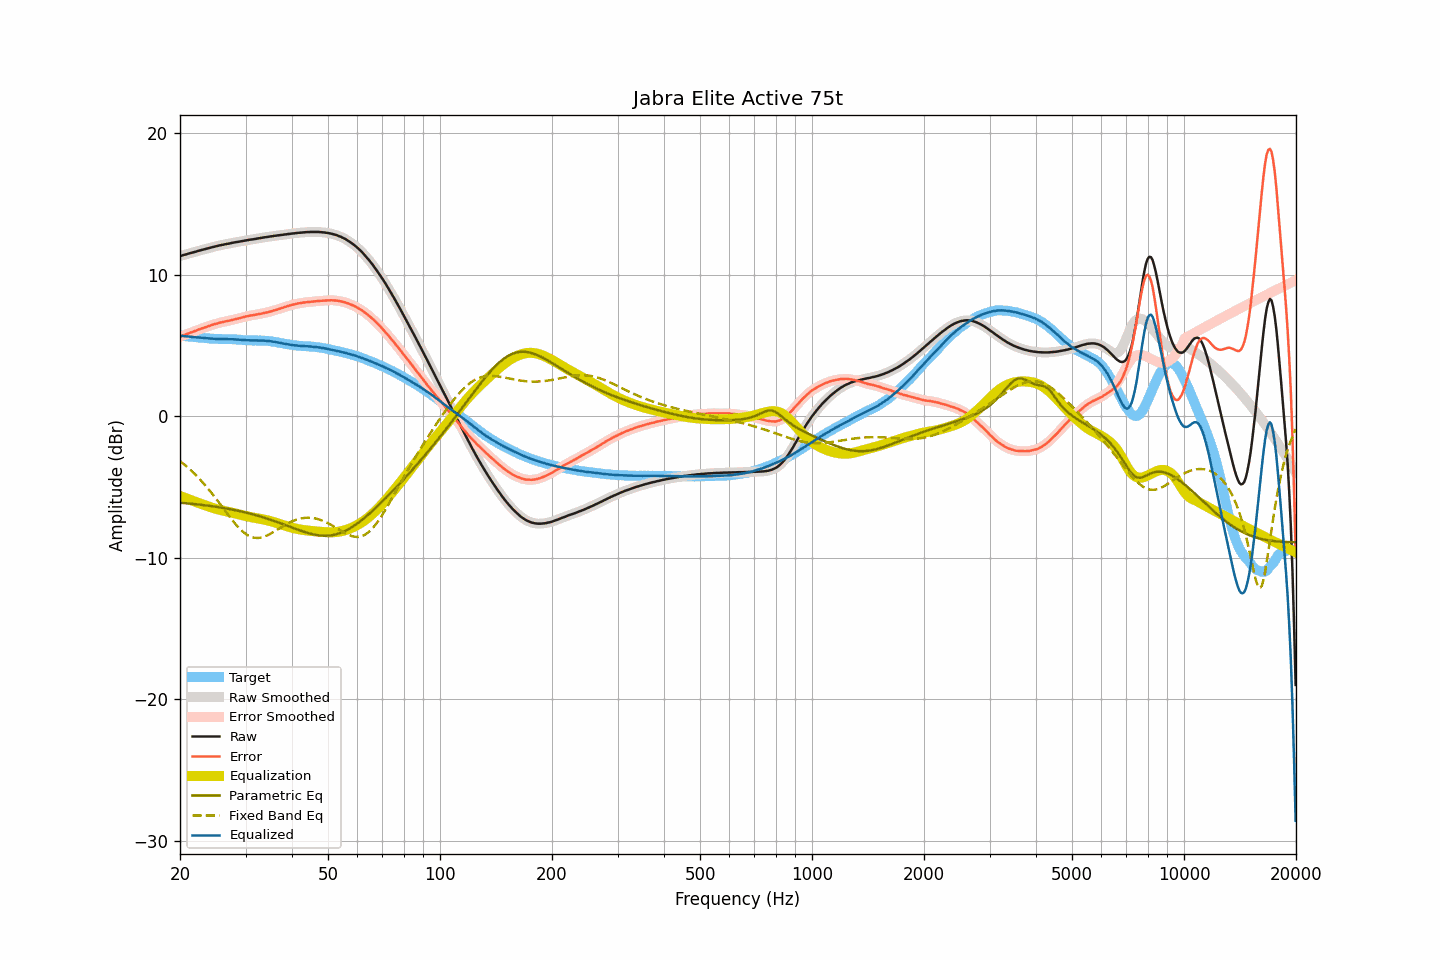 Jabra Elite Active 75t
20
10
0
−10
−20
−30
Amplitude (dBr)
Target
Raw Smoothed
Error Smoothed
Raw
Error
Equalization
Parametric Eq
Fixed Band Eq
Equalized
20 50 100 200 500 1000 2000 5000 10000 20000
Frequency (Hz)